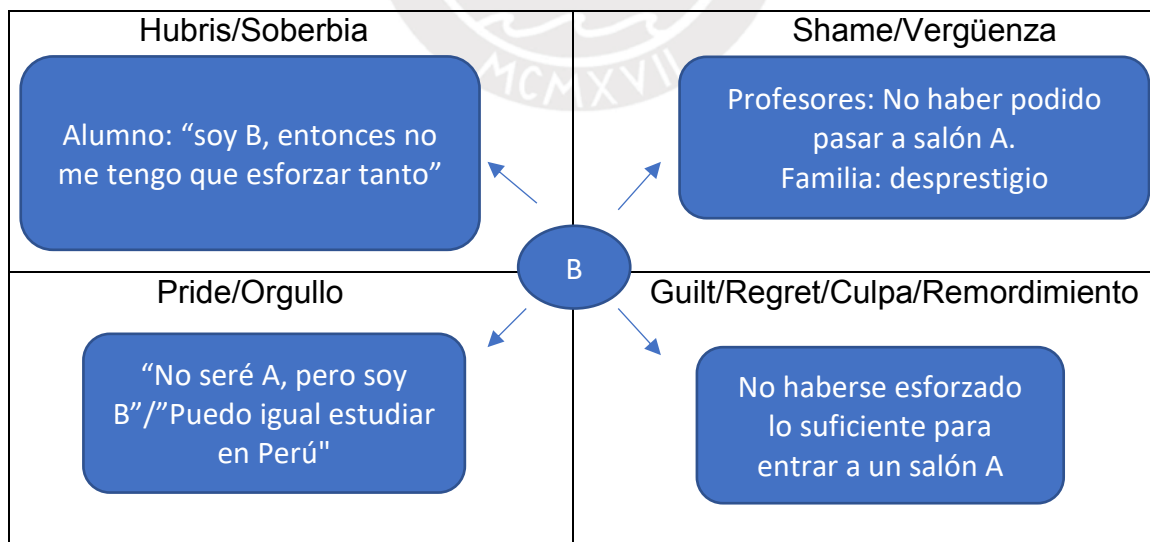 Hubris/Soberbia
Alumno: “soy B, entonces no
me tengo que esforzar tanto”
Shame/Vergüenza
Profesores: No haber podido
pasar a salón A.
Familia: desprestigio
MCMXVII
B
Pride/Orgullo
“No seré A, pero soy
B”/”Puedo igual estudiar
en Perú"
Guilt/Regret/Culpa/Remordimiento
No haberse esforzado
lo suficiente para
entrar a un salón A